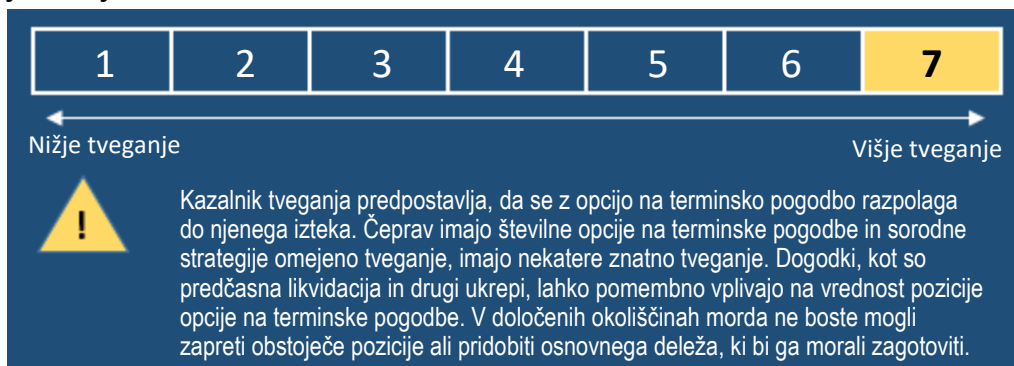 1 2 3 4 5 6 7
Nižje tveganje Višje tveganje
!
Kazalnik tveganja predpostavlja, da se z opcijo na terminsko pogodbo razpolaga
do njenega izteka. Čeprav imajo številne opcije na terminske pogodbe in sorodne
strategije omejeno tveganje, imajo nekatere znatno tveganje. Dogodki, kot so
predčasna likvidacija in drugi ukrepi, lahko pomembno vplivajo na vrednost pozicije
opcije na terminske pogodbe. V določenih okoliščinah morda ne boste mogli
zapreti obstoječe pozicije ali pridobiti osnovnega deleža, ki bi ga morali zagotoviti.